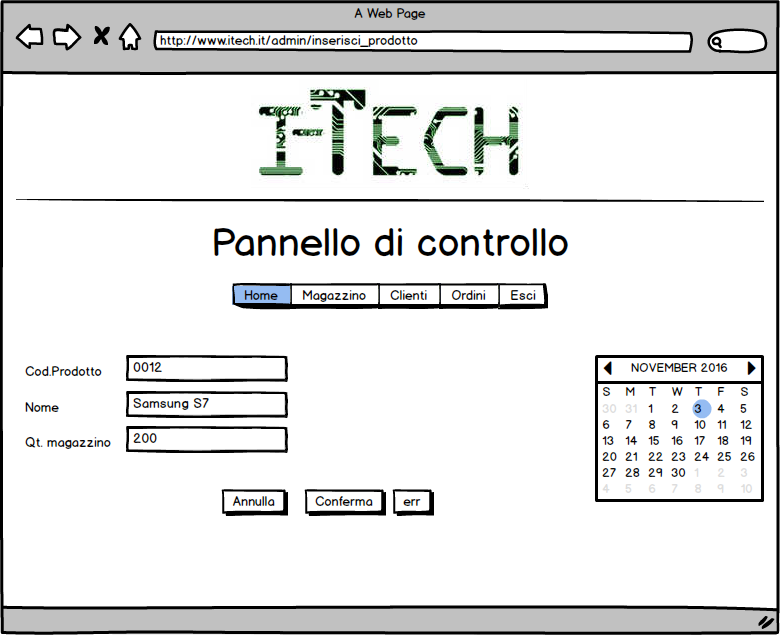 A Web Page
http://www.itech.it/admin/inserisci_prodotto
I-TECH
Pannello di controllo
Home Magazzino Clienti Ordini Esci
Cod.Prodotto 0012
Nome Samsung S7
Qt. magazzino 200
Annulla Conferma err
NOVEMBER 2016
S M T W T F S
30 31 1 2 3 4 5
6 7 8 9 10 11 12
13 14 15 16 17 18 19
20 21 22 23 24 25 26
27 28 29 30 1 2 3
4 5 6 7 8 9 10